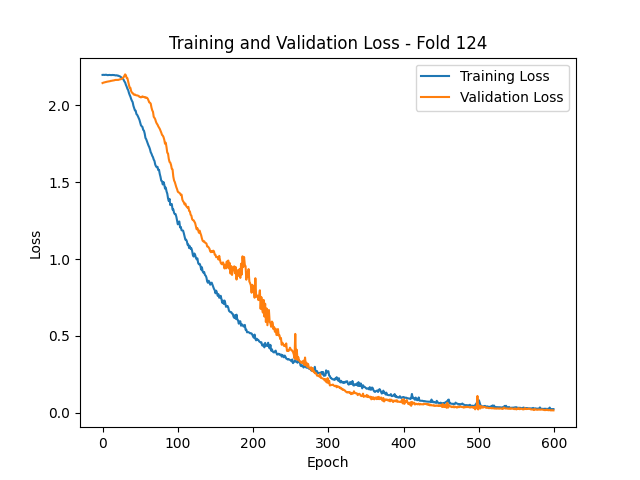 Training and Validation Loss - Fold 124
Training Loss
Validation Loss
2.0
1.5
1.0
0.5
0.0
Loss
0 100 200 300 400 500 600
Epoch